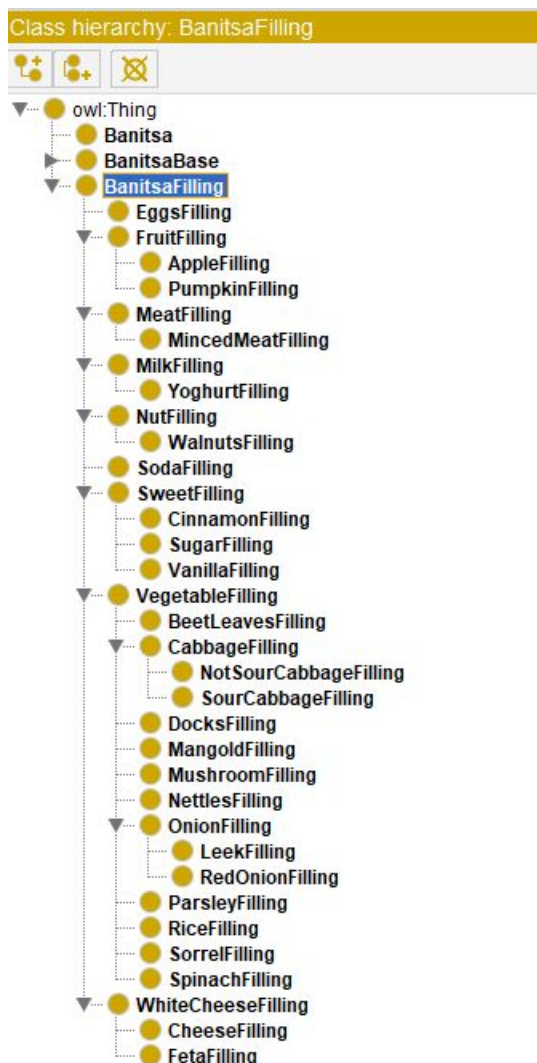 Class hierarchy: BanitsaFilling
owl:Thing
Banitsa
BanitsaBase
BanitsaFilling
EggsFilling
FruitFilling
AppleFilling
PumpkinFilling
MeatFilling
MincedMeatFilling
MilkFilling
YoghurtFilling
NutFilling
WalnutsFilling
SodaFilling
SweetFilling
CinnamonFilling
SugarFilling
VanillaFilling
VegetableFilling
BeetLeavesFilling
CabbageFilling
NotSourCabbageFilling
SourCabbageFilling
DocksFilling
MangoldFilling
MushroomFilling
NettlesFilling
OnionFilling
LeekFilling
RedOnionFilling
ParsleyFilling
RiceFilling
SorrelFilling
SpinachFilling
WhiteCheeseFilling
CheeseFilling
FetaFilling